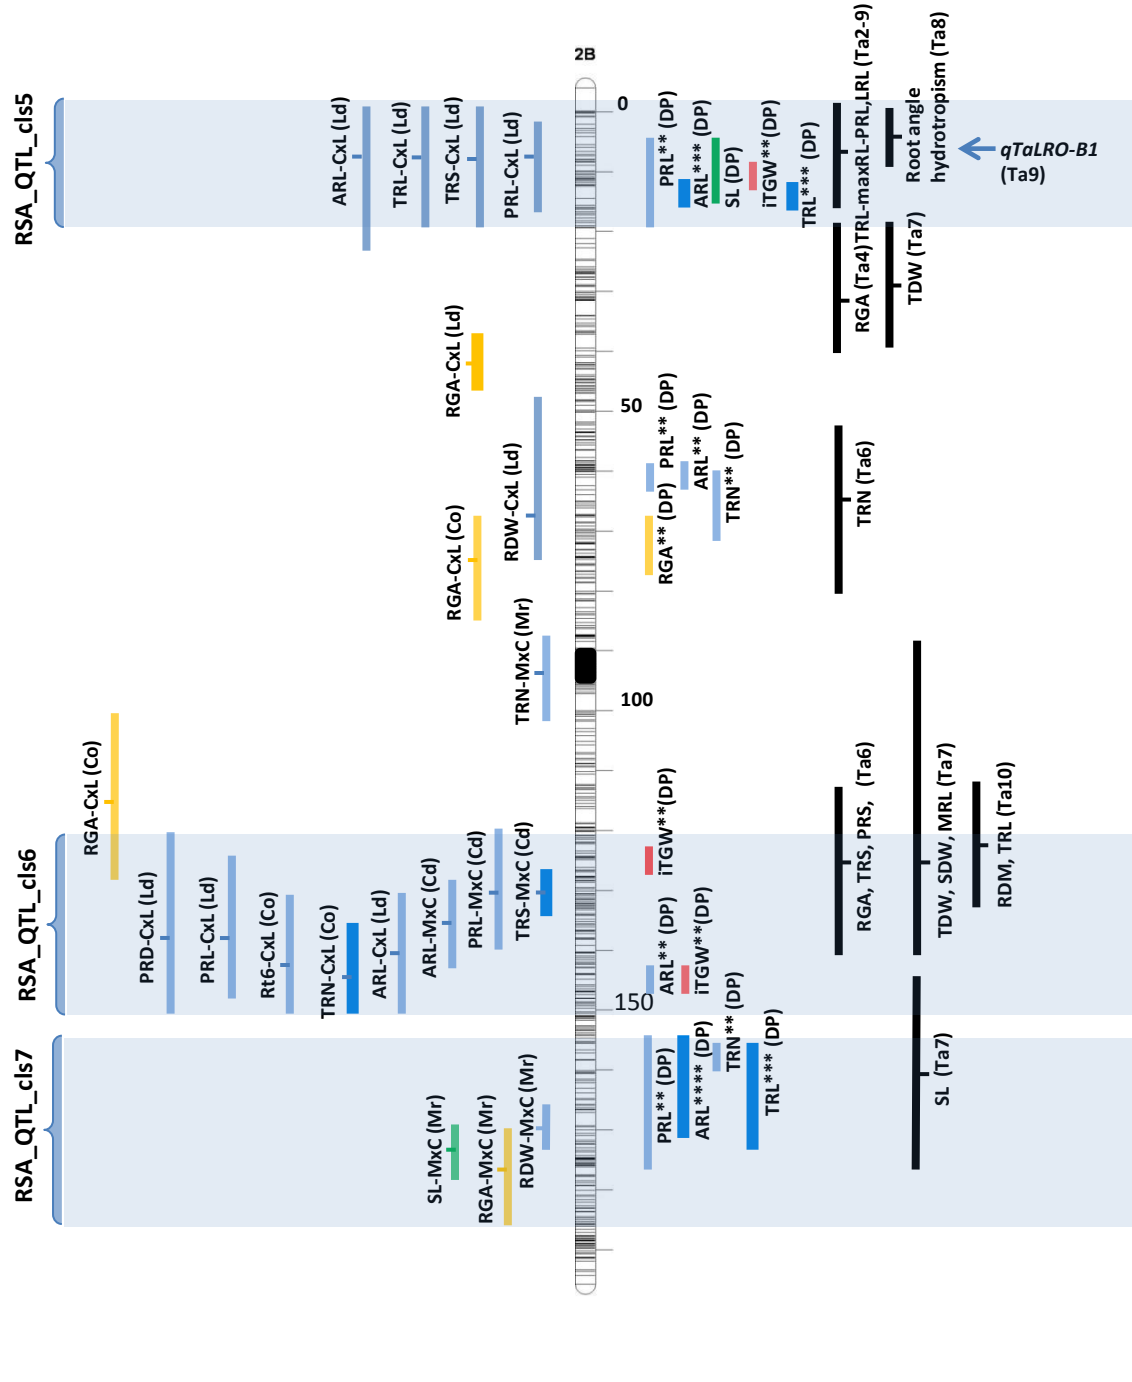 2B
RSA_QTL_cls5
ARL-CxL (Ld)
TRL-CxL (Ld)
TRS-CxL (Ld)
PRL-CxL (Ld)
0
PRL** (DP)
ARL*** (DP)
SL (DP)
iTGW**(DP)
TRL*** (DP)
TRL-maxRL-PRL,LRL (Ta2-9)
Root angle
hydrotropism (Ta8)
qTaLRO-B1
(Ta9)
RGA (Ta4)
TDW (Ta7)
RGA-CxL (Ld)
50
RDW-CxL (Ld)
RGA-CxL (Co)
PRL** (DP)
ARL** (DP)
TRN** (DP)
RGA** (DP)
TRN (Ta6)
TRN-MxC (Mr)
100
RSA_QTL_cls6
RGA-CxL (Co)
PRD-CxL (Ld)
PRL-CxL (Ld)
Rt6-CxL (Co)
TRN-CxL (Co)
ARL-CxL (Ld)
ARL-MxC (Cd)
PRL-MxC (Cd)
TRS-MxC (Cd)
iTGW**(DP)
ARL** (DP)
iTGW**(DP)
150
RGA, TRS, PRS, (Ta6)
TDW, SDW, MRL (Ta7)
RDM, TRL (Ta10)
RSA_QTL_cls7
SL-MxC (Mr)
RGA-MxC (Mr)
RDW-MxC (Mr)
PRL** (DP)
ARL**** (DP)
TRN** (DP)
TRL*** (DP)
SL (Ta7)